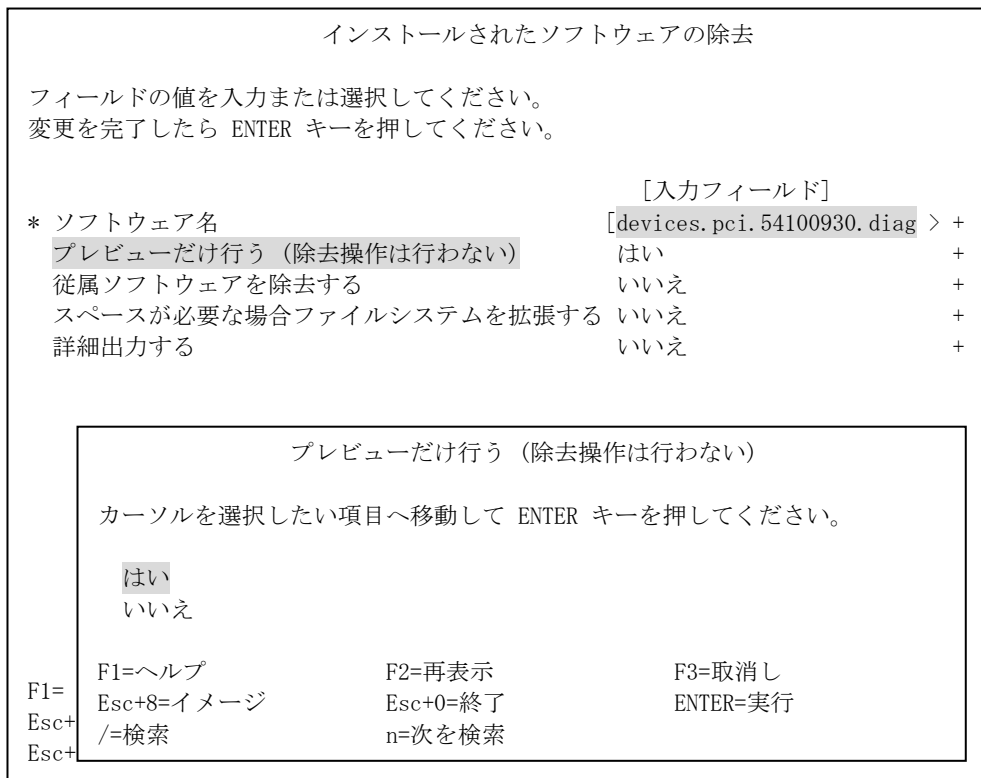 インストールされたソフトウェアの除去
フィールドの値を入力または選択してください。
変更を完了したら ENTER キーを押してください。
[入力フィールド]
* ソフトウェア名 [devices.pci.54100930.diag > +
プレビューだけ行う (除去操作は行わない) はい +
従属ソフトウェアを除去する いいえ +
スペースが必要な場合ファイルシステムを拡張する いいえ +
詳細出力する いいえ +
プレビューだけ行う (除去操作は行わない)
カーソルを選択したい項目へ移動して ENTER キーを押してください。
はい
いいえ
F1=ヘルプ F2=再表示 F3=取消し
F1=
Esc+8=イメージ Esc+0=終了 ENTER=実行
Esc+
/=検索 n=次を検索
Esc+